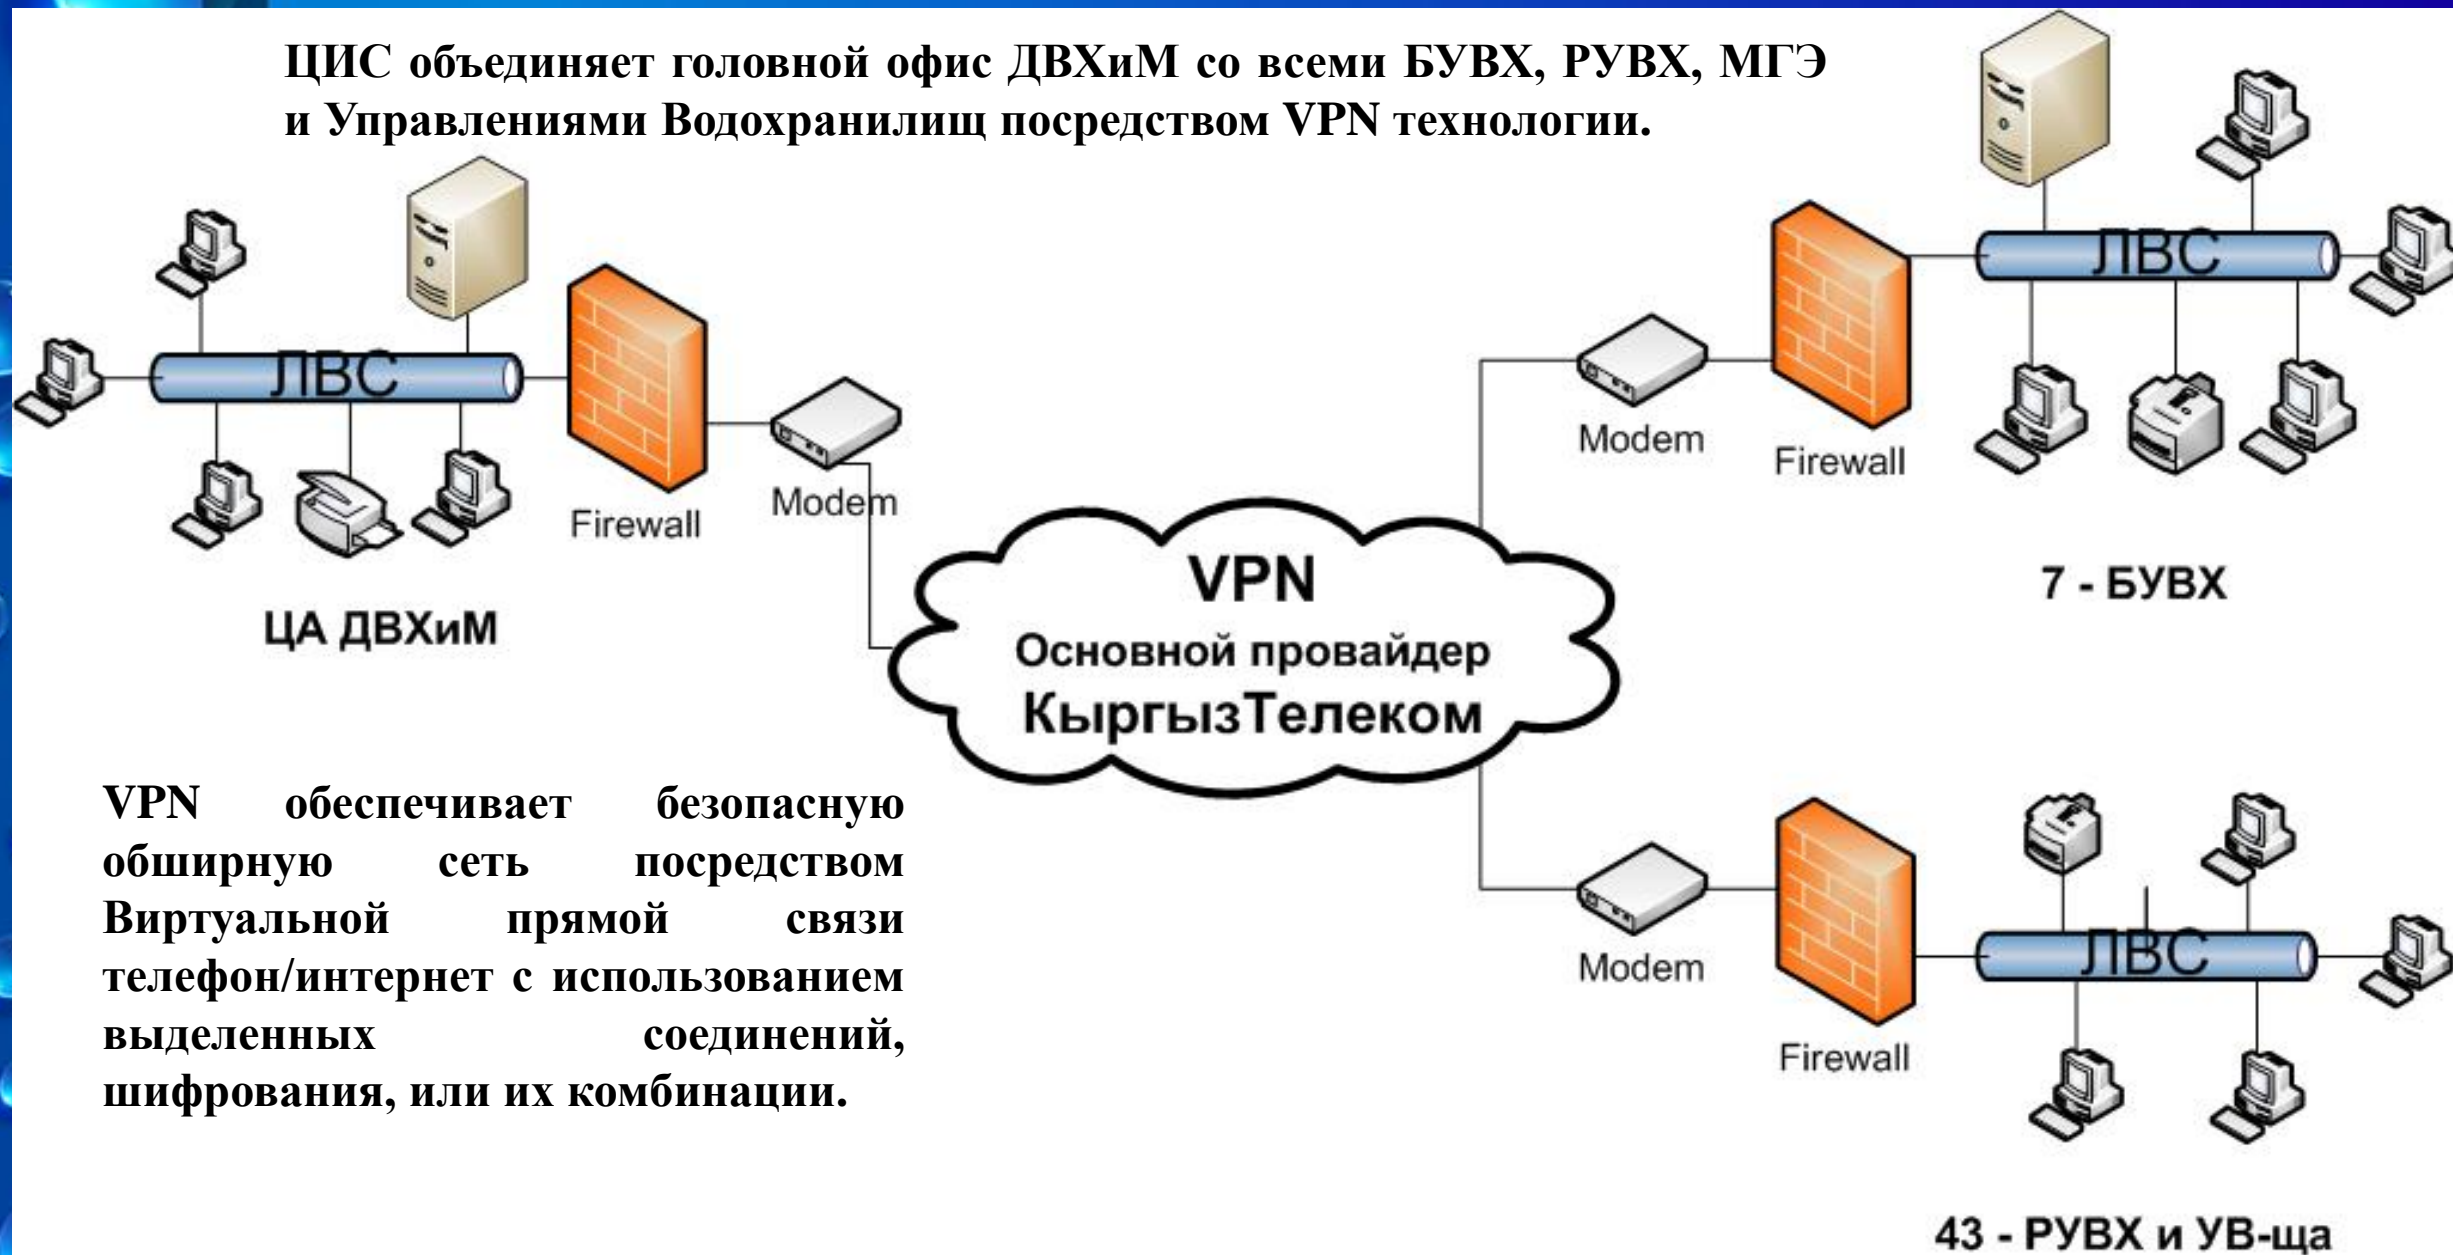 ЦИС объединяет головной офис ДВХиМ со всеми БУВХ, РУВХ, МГЭ
и Управлениями Водохранилищ посредством VPN технологии.
ЛВС
Firewall
Modem
ЦА ДВХиМ
ЛВС
Modem
Firewall
7 - БУВХ
VPN
Основной провайдер
КыргызТелеком
VPN обеспечивает безопасную
обширную сеть посредством
Виртуальной прямой связи
телефон/интернет с использованием
выделенных соединений,
шифрования, или их комбинации.
ЛВС
Modem
Firewall
43 - РУВХ и УВ-ща